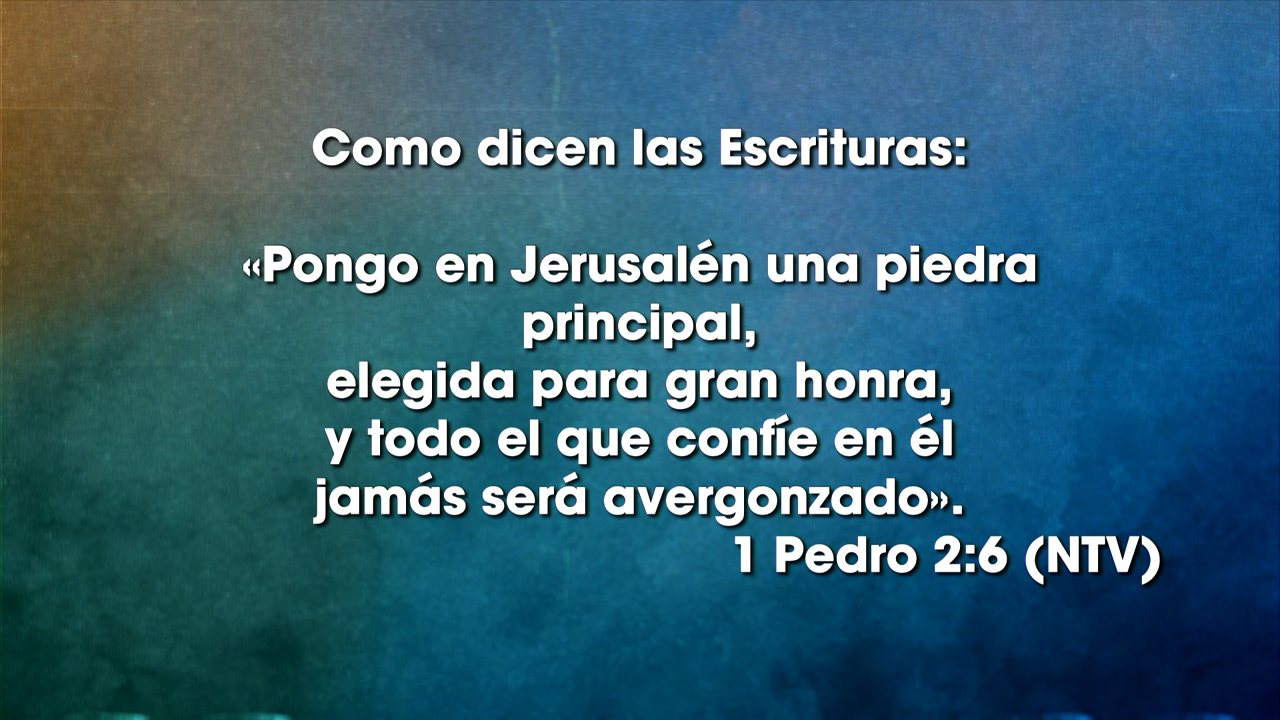 Como dicen las Escrituras:
«Pongo en Jerusalén una piedra
principal,
elegida para gran honra,
y todo el que confíe en él
jamás será avergonzado».
1 Pedro 2:6 (NTV)